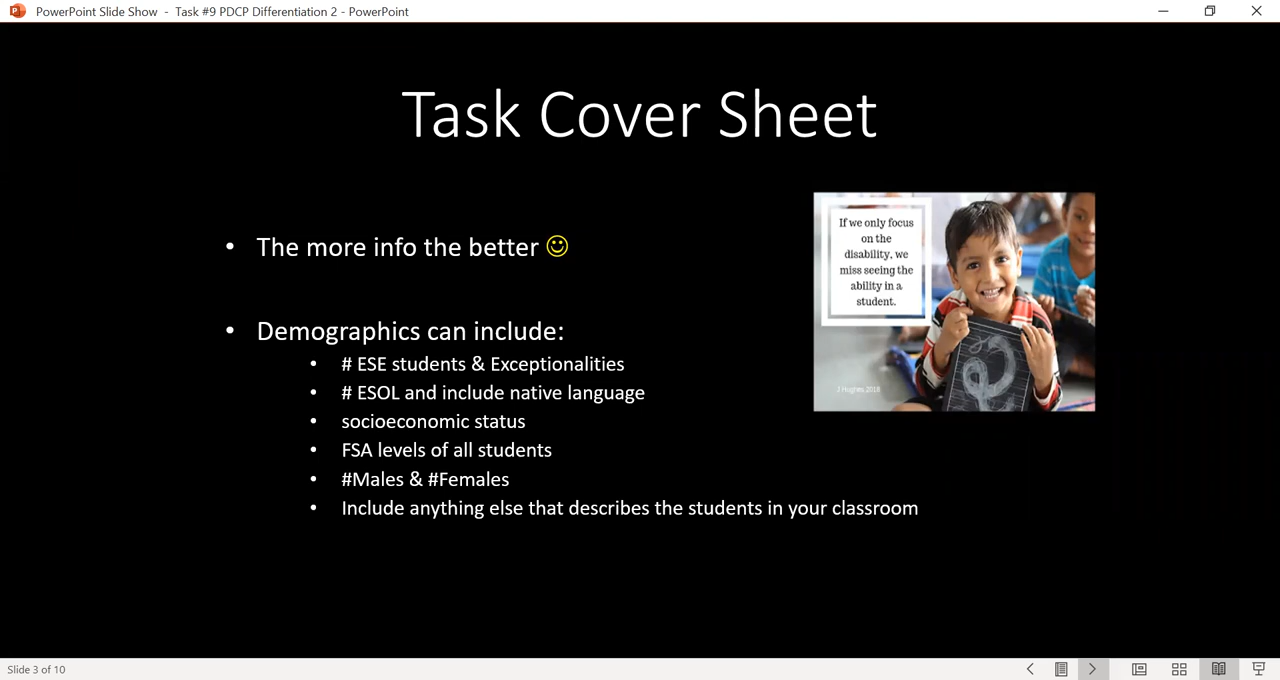 PowerPoint Slide Show - Task #9 PDCP Differentiation 2 - PowerPoint
Task Cover Sheet
• The more info the better ☺
• Demographics can include:
• # ESE students & Exceptionalities
• # ESOL and include native language
• socioeconomic status
• FSA levels of all students
• #Males & #Females
• Include anything else that describes the students in your classroom
If we only focus
on the
disability, we
miss seeing the
ability in a
student.
J Hughes, 2018
Slide 3 of 10